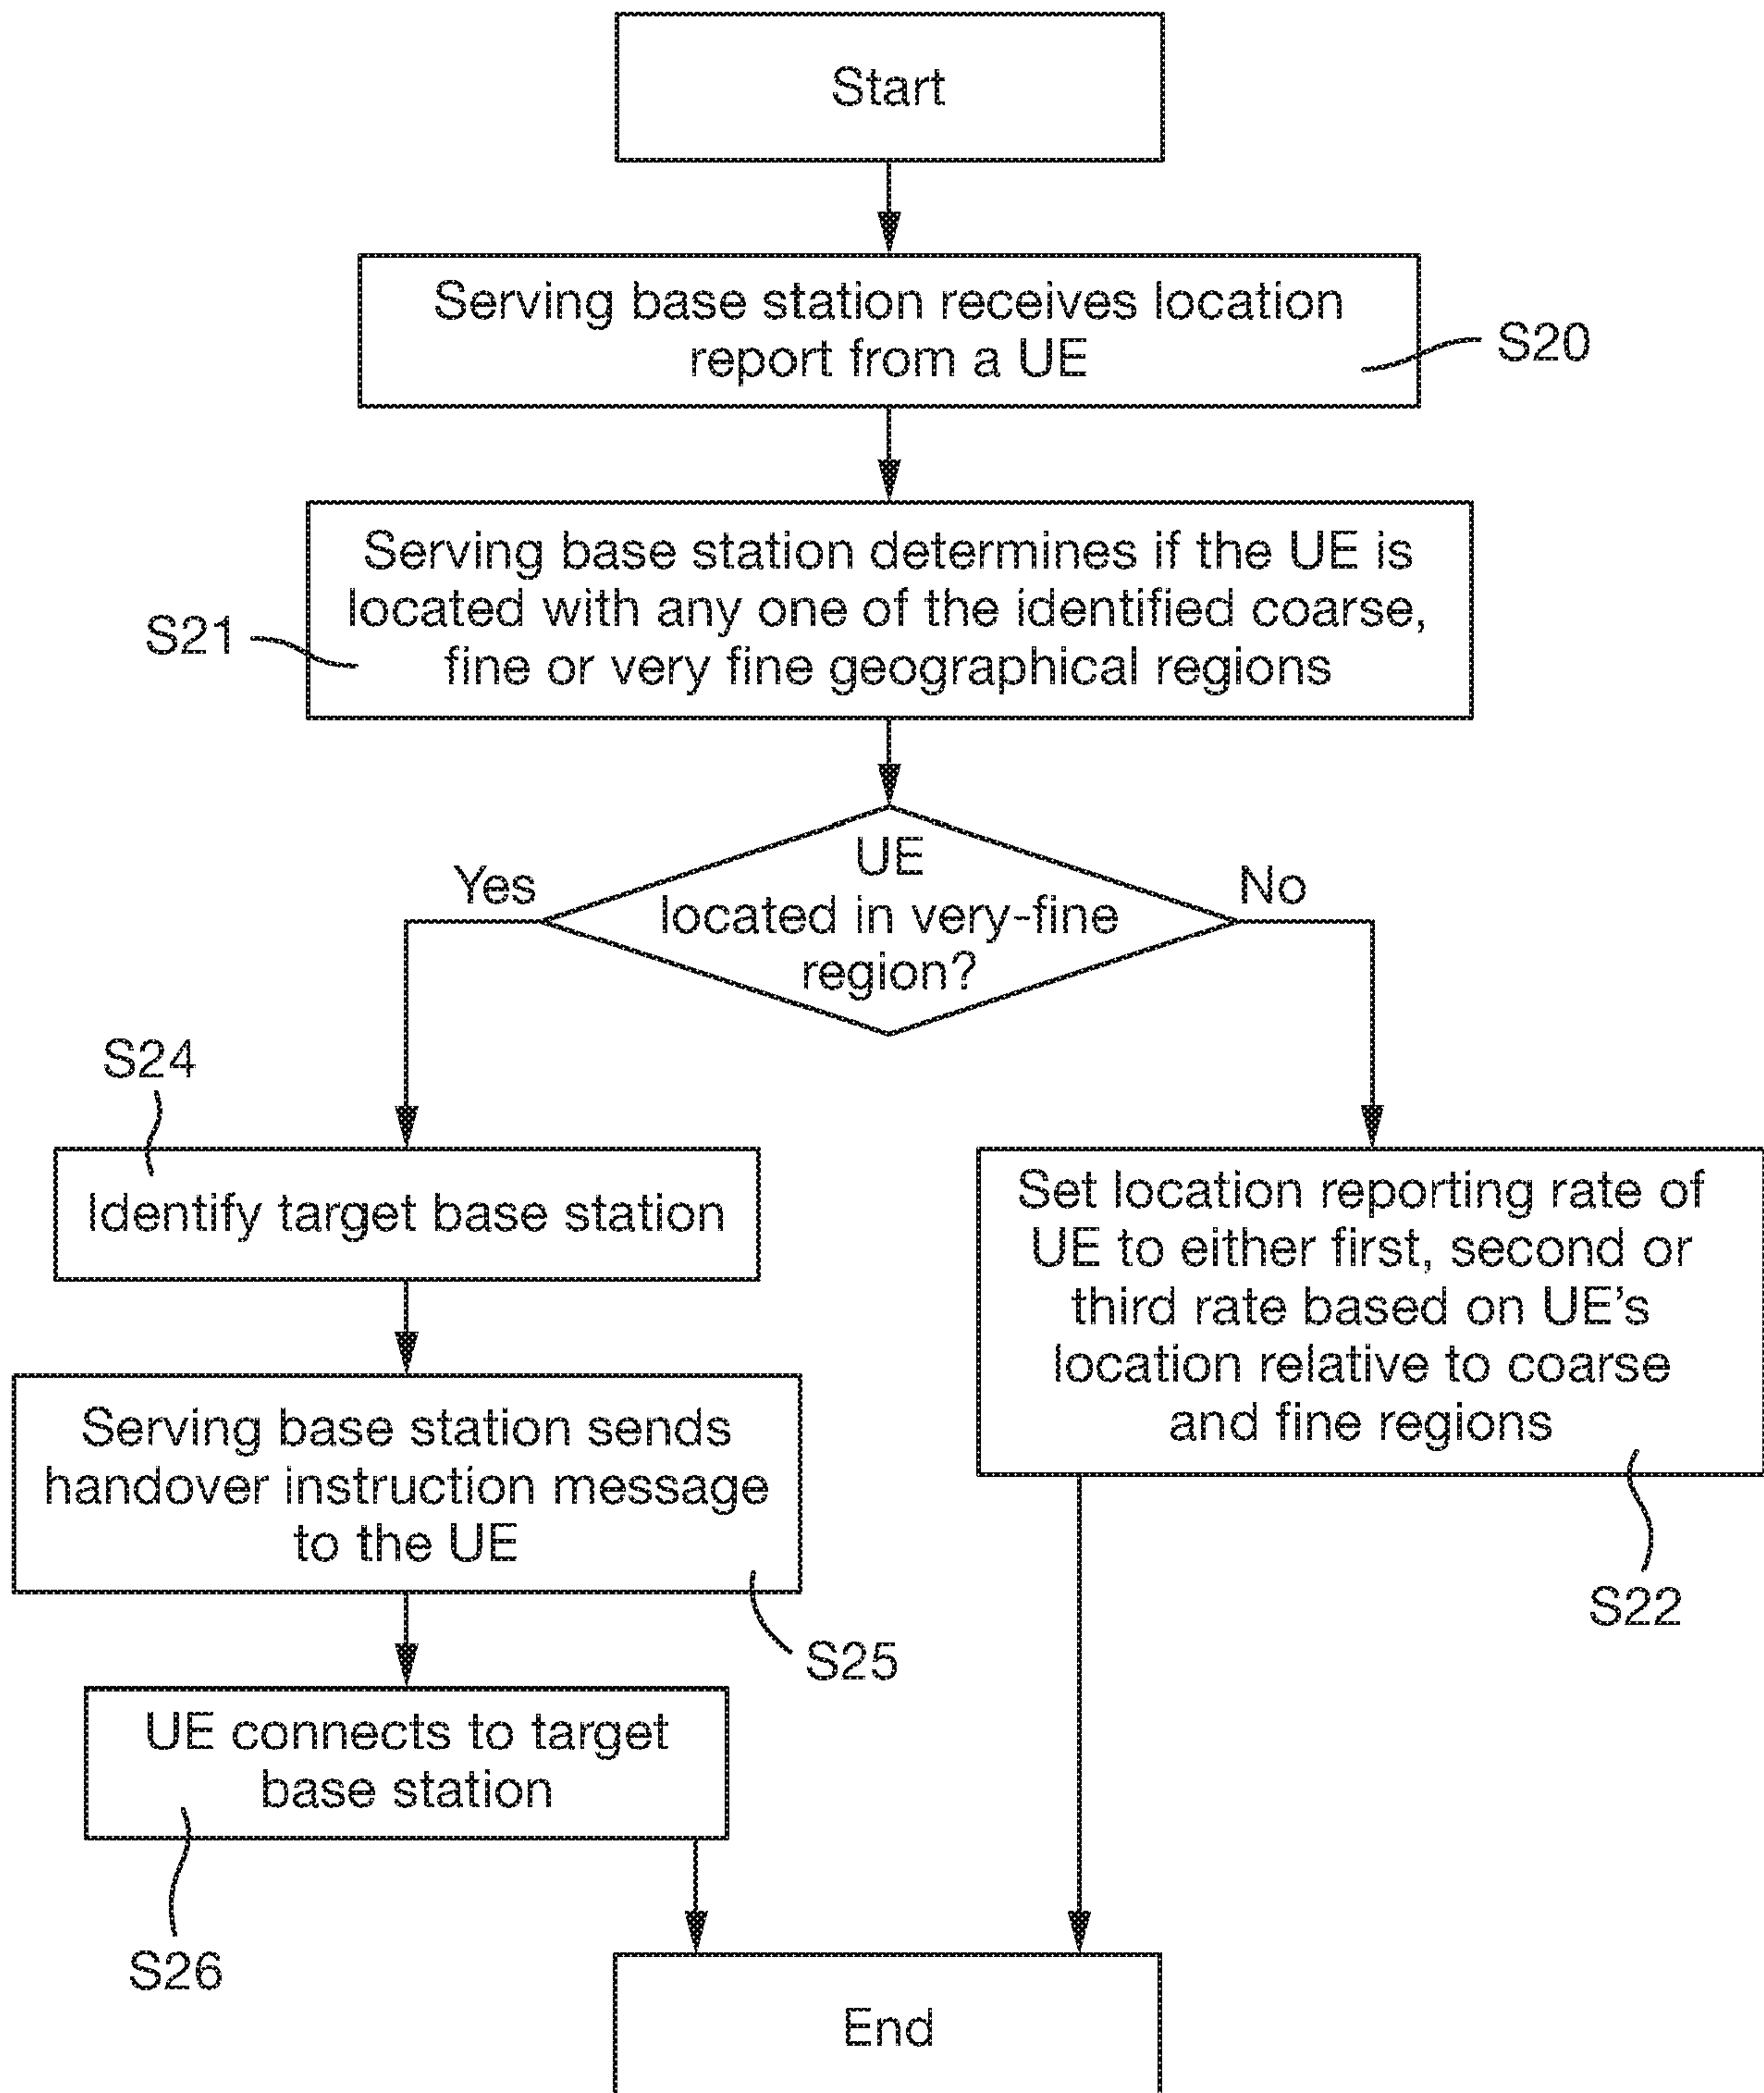 Start
Serving base station receives location
report from a UE
S20
Serving base station determines if the UE is
located with any one of the identified coarse,
fine or very fine geographical regions
S21
UE
located in very-fine
region?
Yes
No
S24
Identify target base station
Set location reporting rate of
UE to either first, second or
third rate based on UE's
location relative to coarse
and fine regions
S22
Serving base station sends
handover instruction message
to the UE
S25
UE connects to target
base station
S26
End